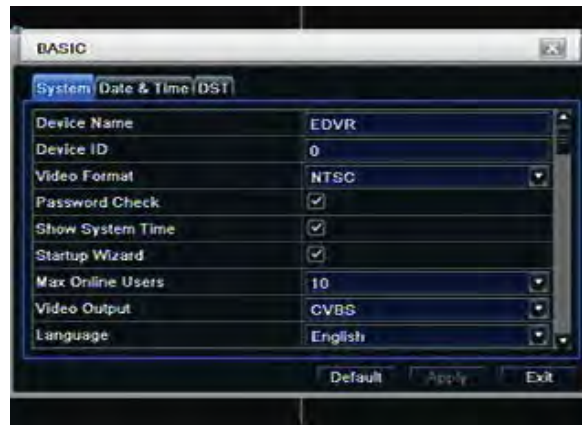 BASIC
System Date & Time DST
Device Name EDVR
Device ID 0
Video Format NTSC
Password Check
Show System Time
Startup Wizard
Max Online Users 10
Video Output CVBS
Language English
Default Apply Exit